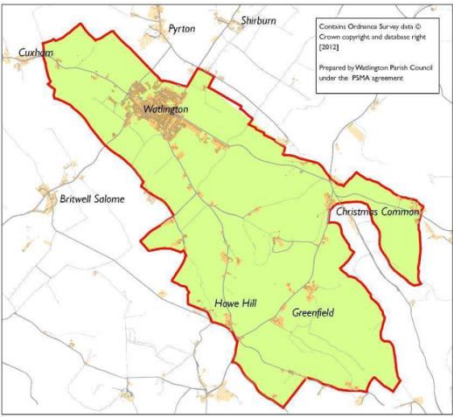 Pyrton
Shirburn
Contains Ordnance Survey data ©
Crown copyright and database right
[2012]
Prepared by Watlington Parish Council
under the PSMA agreement
Cuxham
Watlington
Britwell Salome
Christmas Common
Howe Hill
Greenfield